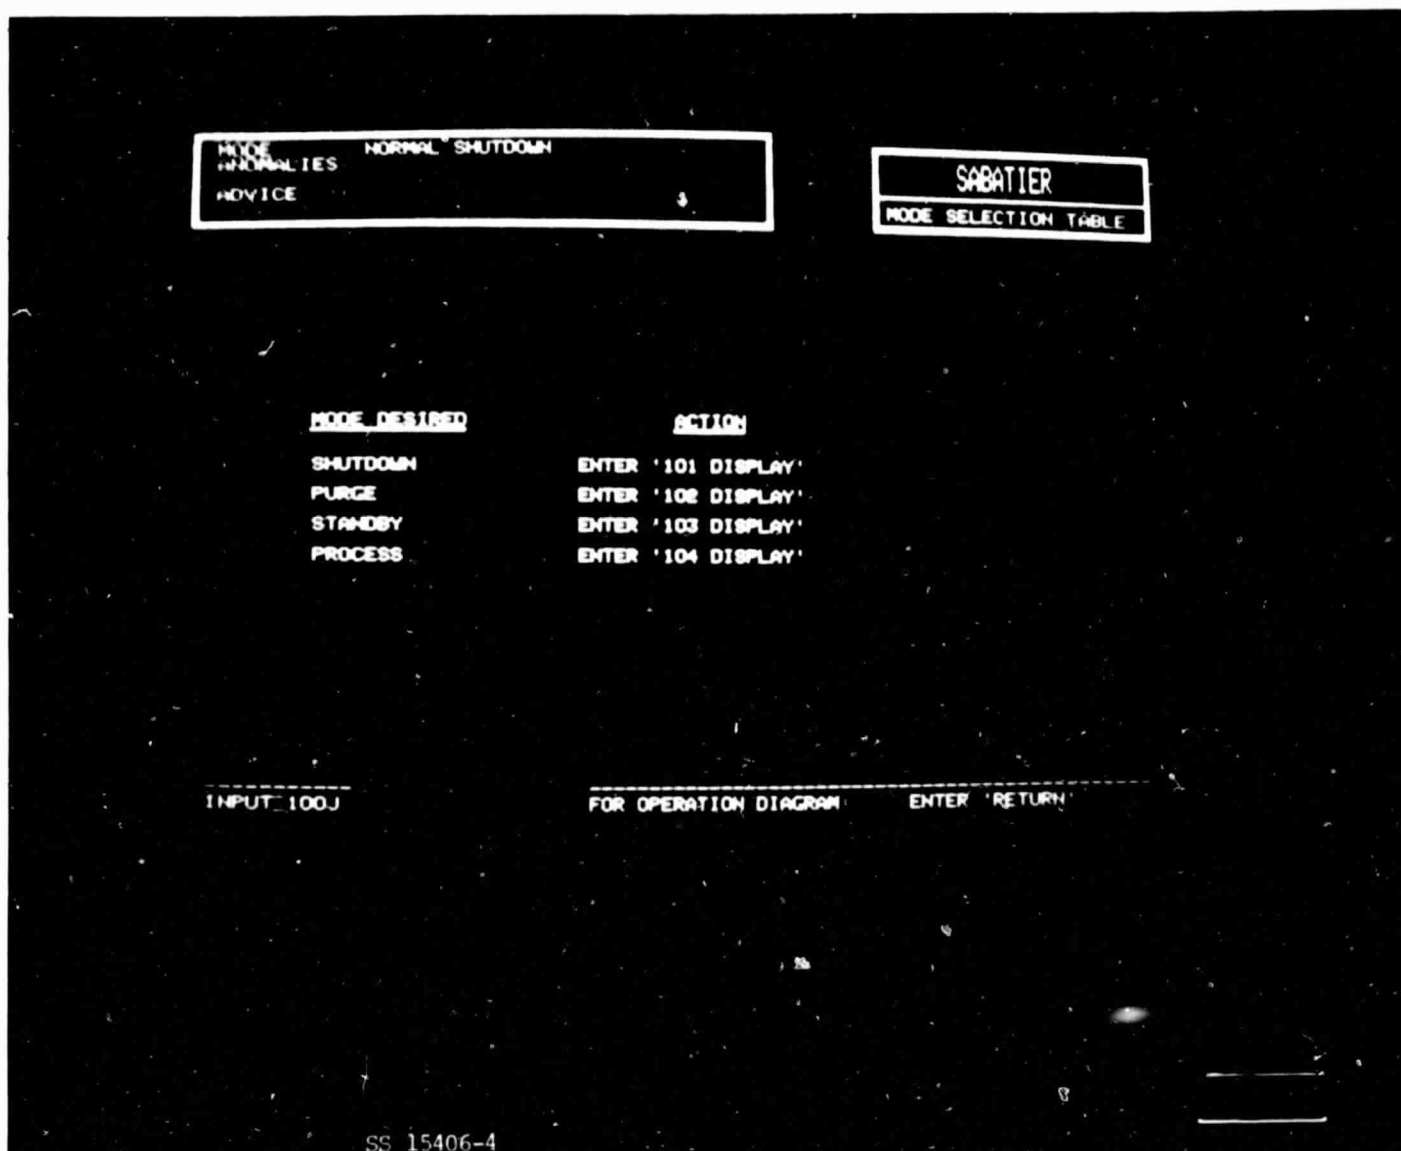 MODE NORMAL SHUTDOWN
ANOMALIES
ADVICE
SABATIER
MODE SELECTION TABLE
MODE DESIRED ACTION
SHUTDOWN ENTER '101 DISPLAY'
PURGE ENTER '102 DISPLAY'
STANDBY ENTER '103 DISPLAY'
PROCESS ENTER '104 DISPLAY'
INPUT 100J
FOR OPERATION DIAGRAM ENTER 'RETURN'
SS 15406-4